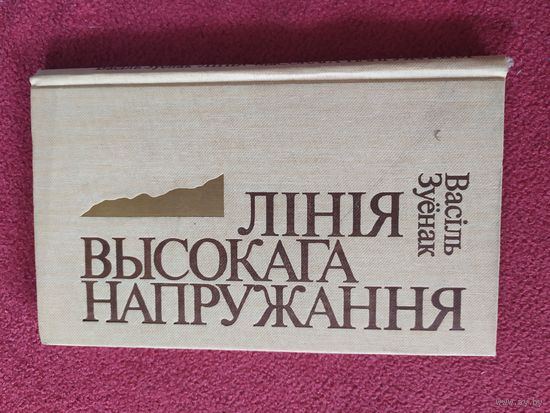 Васіль
Зуёнак
ЛІНІЯ
ВЫСОКАГА
НАПРУЖАННЯ